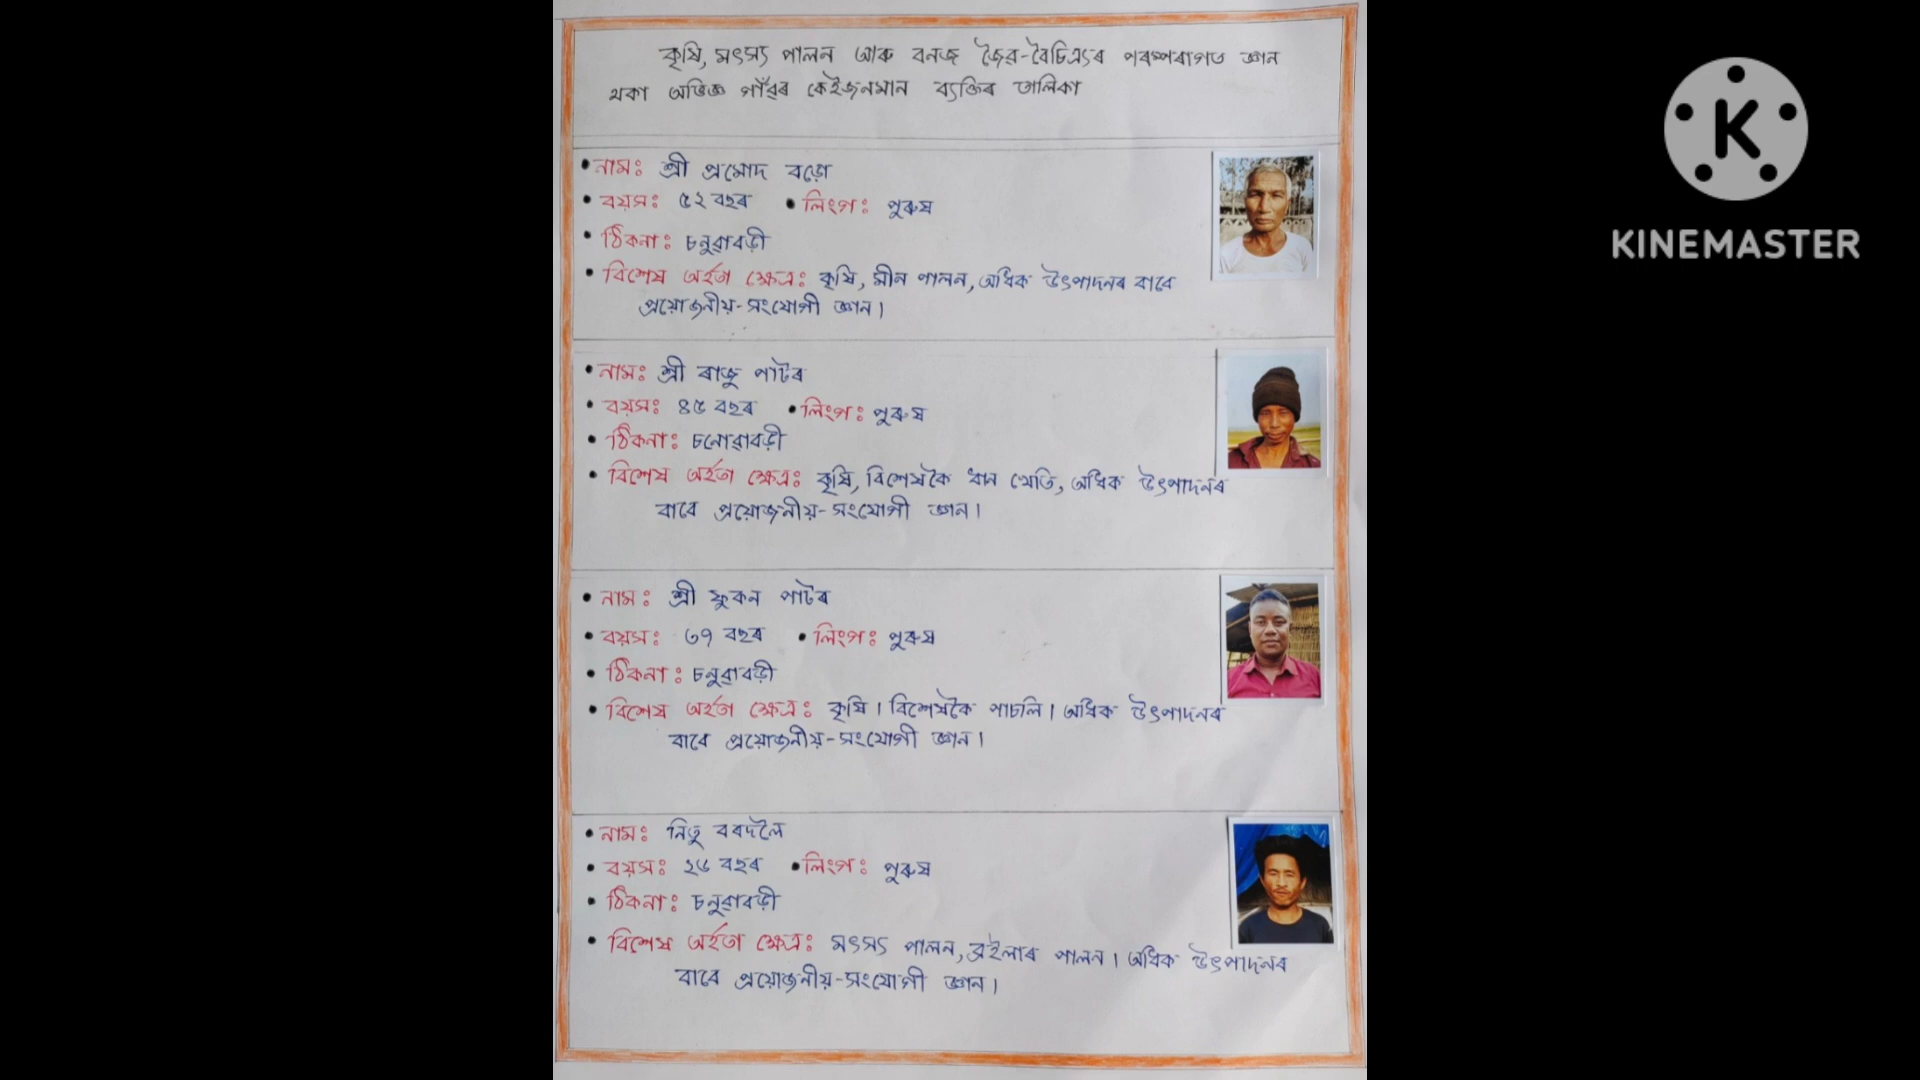 কৃষি, মৎস্য পালন আৰু বনজ জৈৱ-বৈচিত্ৰ্যৰ পৰম্পৰাগত জ্ঞান
থকা অভিজ্ঞ গাঁৱৰ কেইজনমান ব্যক্তিৰ তালিকা
• নামঃ শ্ৰী প্ৰমোদ বড়ো
• বয়সঃ ৫২ বছৰ • লিংগঃ পুৰুষ
• ঠিকনাঃ চনুৱাবড়ী
• বিশেষ অৰ্হতা ক্ষেত্ৰঃ কৃষি, মীন পালন, অধিক উৎপাদনৰ বাবে
প্ৰয়োজনীয়-সংযোগী জ্ঞান।
• নামঃ শ্ৰী ৰাজু পাটৰ
• বয়সঃ ৪৫ বছৰ • লিংগঃ পুৰুষ
• ঠিকনাঃ চনোৱাবড়ী
• বিশেষ অৰ্হতা ক্ষেত্ৰঃ কৃষি, বিশেষকৈ ধান খেতি, অধিক উৎপাদনৰ
বাবে প্ৰয়োজনীয়-সংযোগী জ্ঞান।
• নামঃ শ্ৰী ফুকন পাটৰ
• বয়সঃ ৩৭ বছৰ • লিংগঃ পুৰুষ
• ঠিকনাঃ চনুৱাবড়ী
• বিশেষ অৰ্হতা ক্ষেত্ৰঃ কৃষি। বিশেষকৈ পাচলি। অধিক উৎপাদনৰ
বাবে প্ৰয়োজনীয়-সংযোগী জ্ঞান।
• নামঃ নিতু বৰদলৈ
• বয়সঃ ২৬ বছৰ • লিংগঃ পুৰুষ
• ঠিকনাঃ চনুৱাবড়ী
• বিশেষ অৰ্হতা ক্ষেত্ৰঃ মৎস্য পালন, ব্ৰইলাৰ পালন। অধিক উৎপাদনৰ
বাবে প্ৰয়োজনীয়-সংযোগী জ্ঞান।
K
KINEMASTER